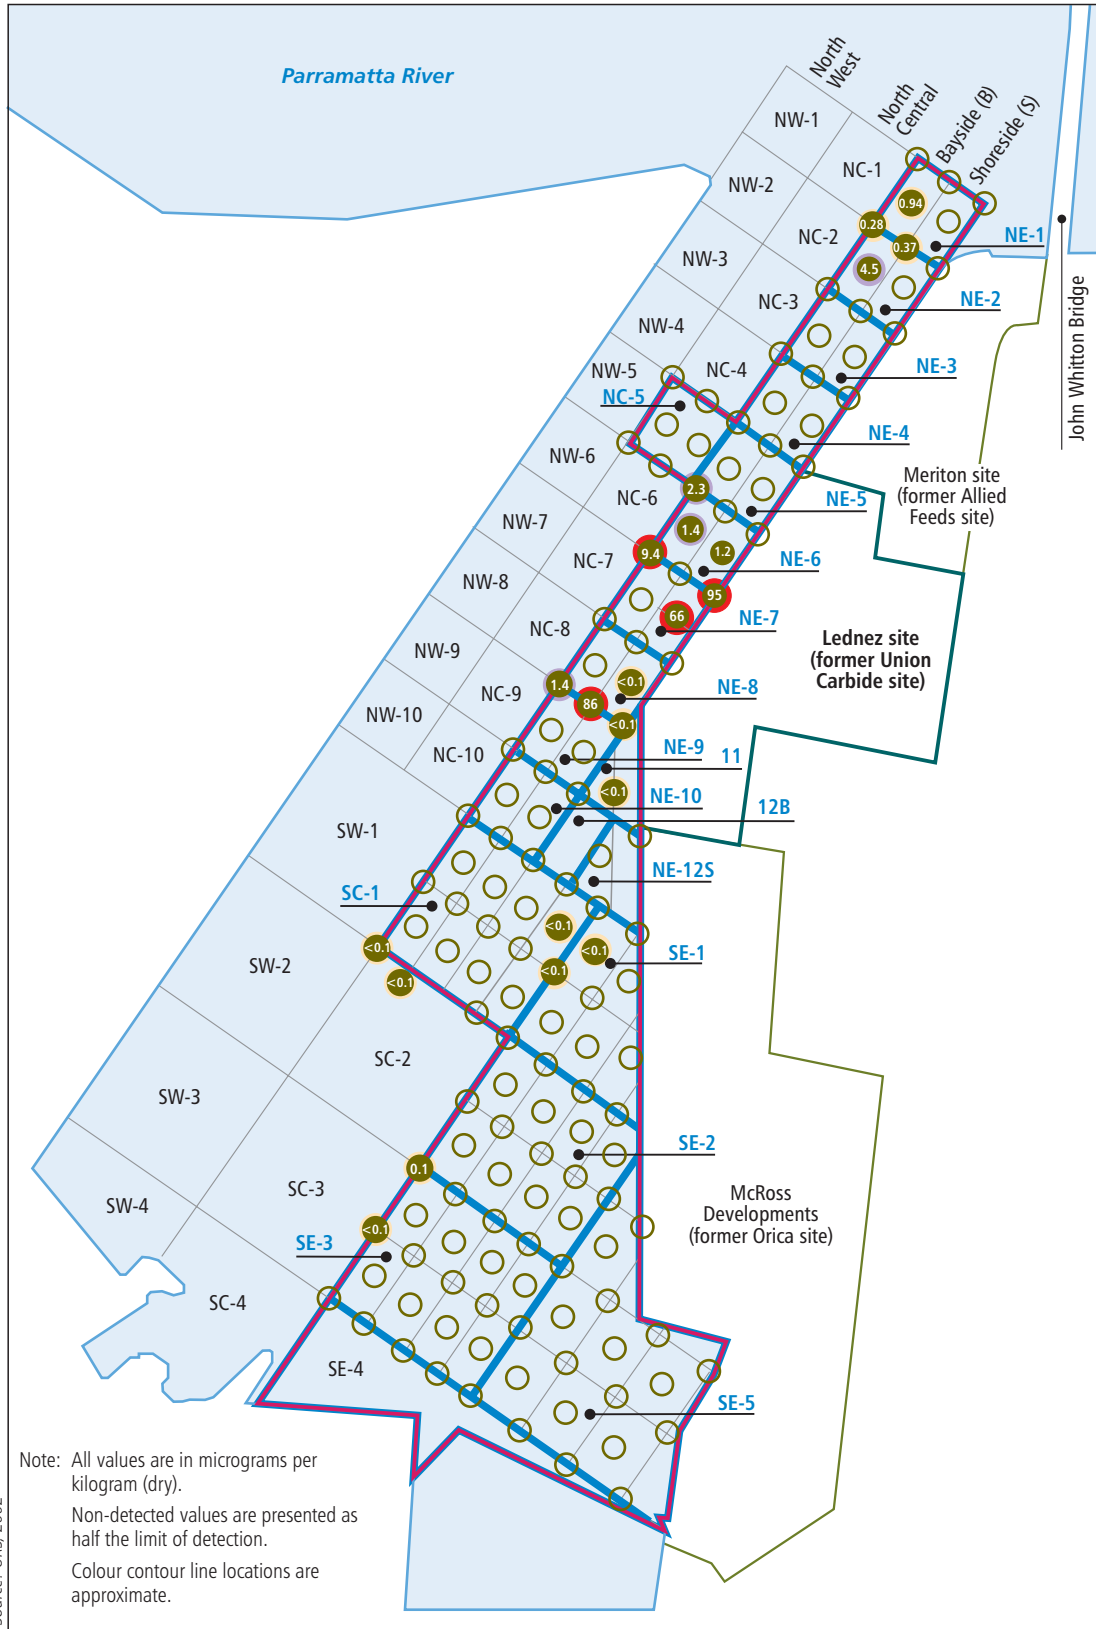 Parramatta River
North
West
North
Central
Bayside (B)
Shoreside (S)
NW-1
NC-1
NW-2
0.94
0.28
NC-2
0.37
NE-1
NW-3
4.5
NC-3
NE-2
John Whitton Bridge
NW-4
NC-4
NE-3
NW-5
NC-5
NE-4
NW-6
Meriton site
(former Allied
Feeds site)
NC-6
2.3
NE-5
NW-7
1.4
NC-7
9.4
1.2
NE-6
NW-8
95
66
NE-7
NC-8
Lednez site
(former Union
Carbide site)
NW-9
1.4
<0.1
NE-8
NC-9
86
NW-10
<0.1
NC-10
NE-9
11
<0.1
NE-10
12B
SW-1
NE-12S
SC-1
<0.1
<0.1
<0.1
SE-1
SW-2
<0.1
<0.1
SC-2
SW-3
SE-2
0.1
SC-3
SW-4
McRoss
Developments
(former Orica site)
<0.1
SE-3
SC-4
SE-4
SE-5
Note: All values are in micrograms per
kilogram (dry).
Non-detected values are presented as
half the limit of detection.
Colour contour line locations are
approximate.